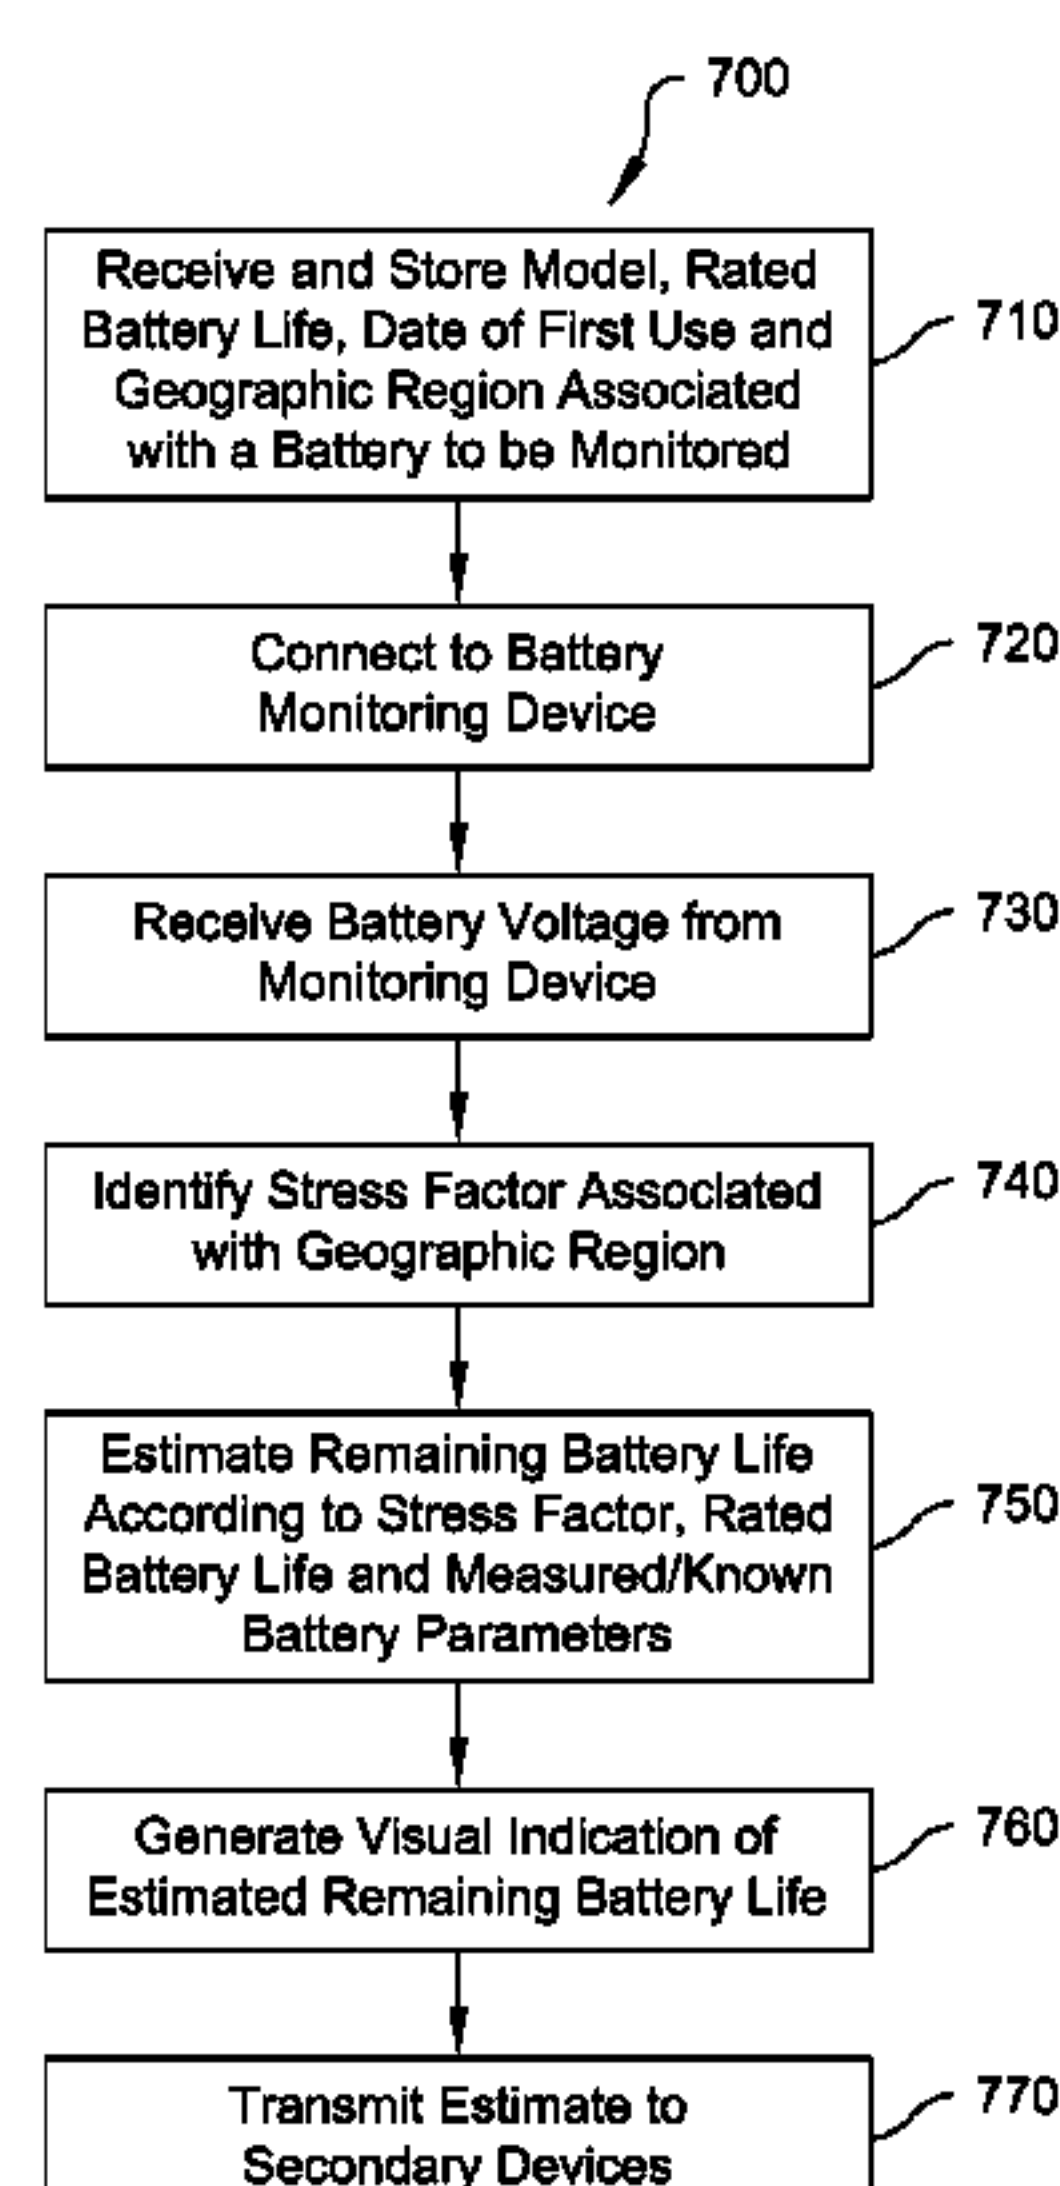 700
Receive and Store Model, Rated
Battery Life, Date of First Use and
Geographic Region Associated
with a Battery to be Monitored
710
Connect to Battery
Monitoring Device
720
Receive Battery Voltage from
Monitoring Device
730
Identify Stress Factor Associated
with Geographic Region
740
Estimate Remaining Battery Life
According to Stress Factor, Rated
Battery Life and Measured/Known
Battery Parameters
750
Generate Visual Indication of
Estimated Remaining Battery Life
760
Transmit Estimate to
Secondary Devices
770